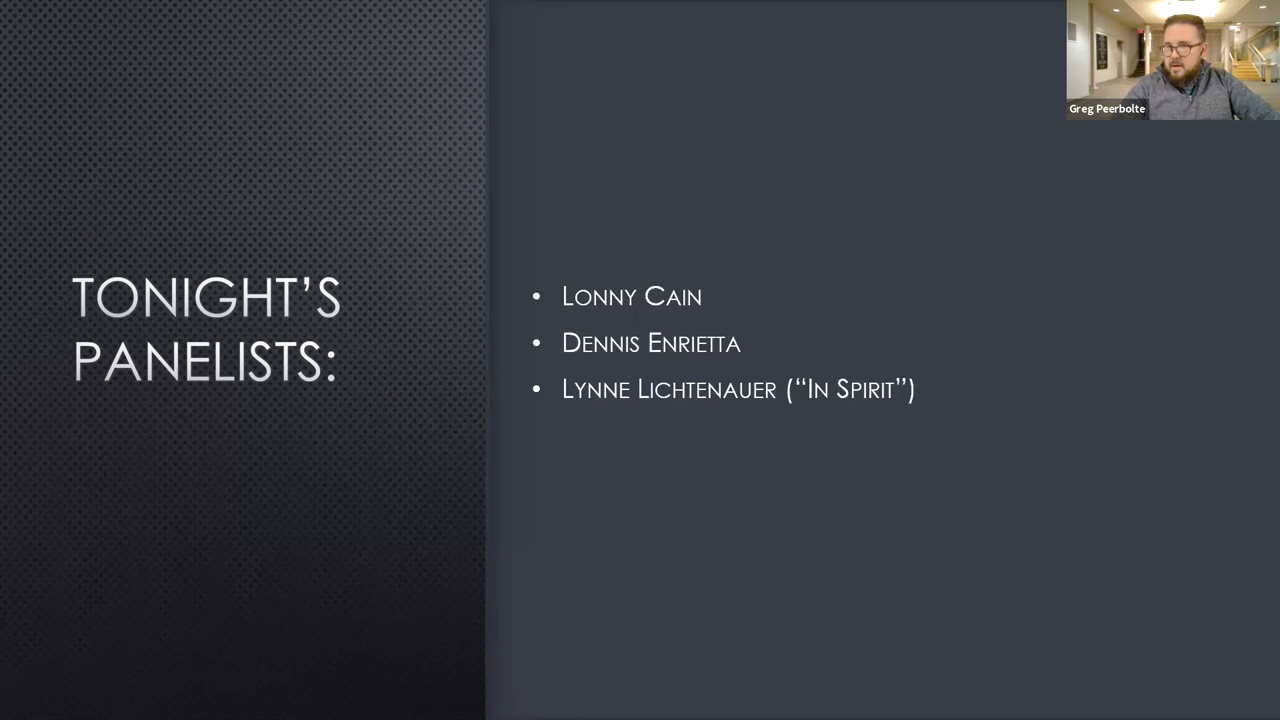 TONIGHT’S
PANELISTS:
• LONNY CAIN
• DENNIS ENRIETTA
• LYNNE LICHTENAUER (“IN SPIRIT”)
Greg Peerbolte